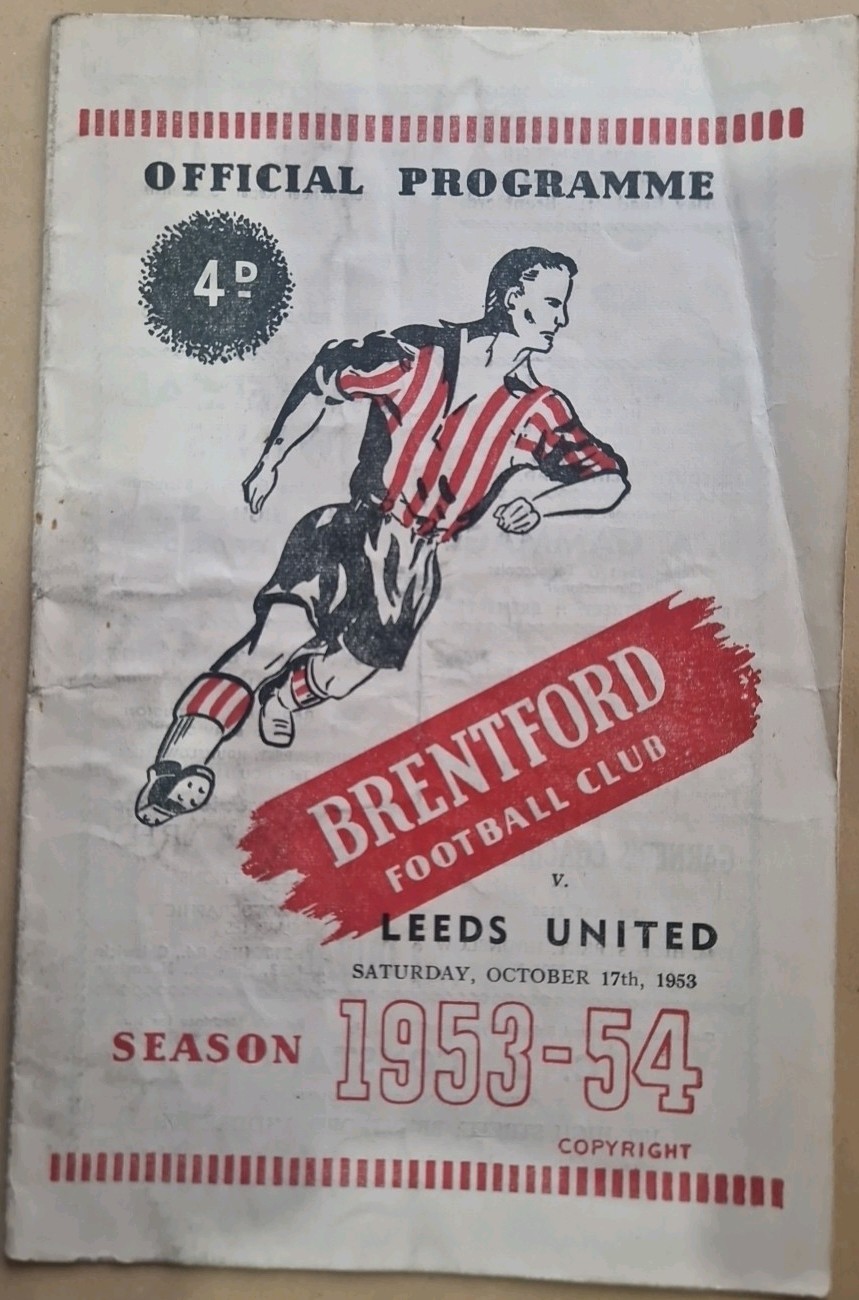 OFFICIAL PROGRAMME
4D
BRENTFORD
FOOTBALL CLUB
v.
LEEDS UNITED
SATURDAY, OCTOBER 17th, 1953
SEASON 1953-54
COPYRIGHT